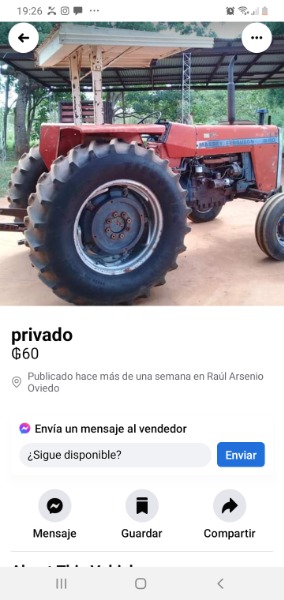 19:26
privado
₲60
Publicado hace más de una semana en Raúl Arsenio
Oviedo
Envía un mensaje al vendedor
¿Sigue disponible?
Enviar
Mensaje
Guardar
Compartir